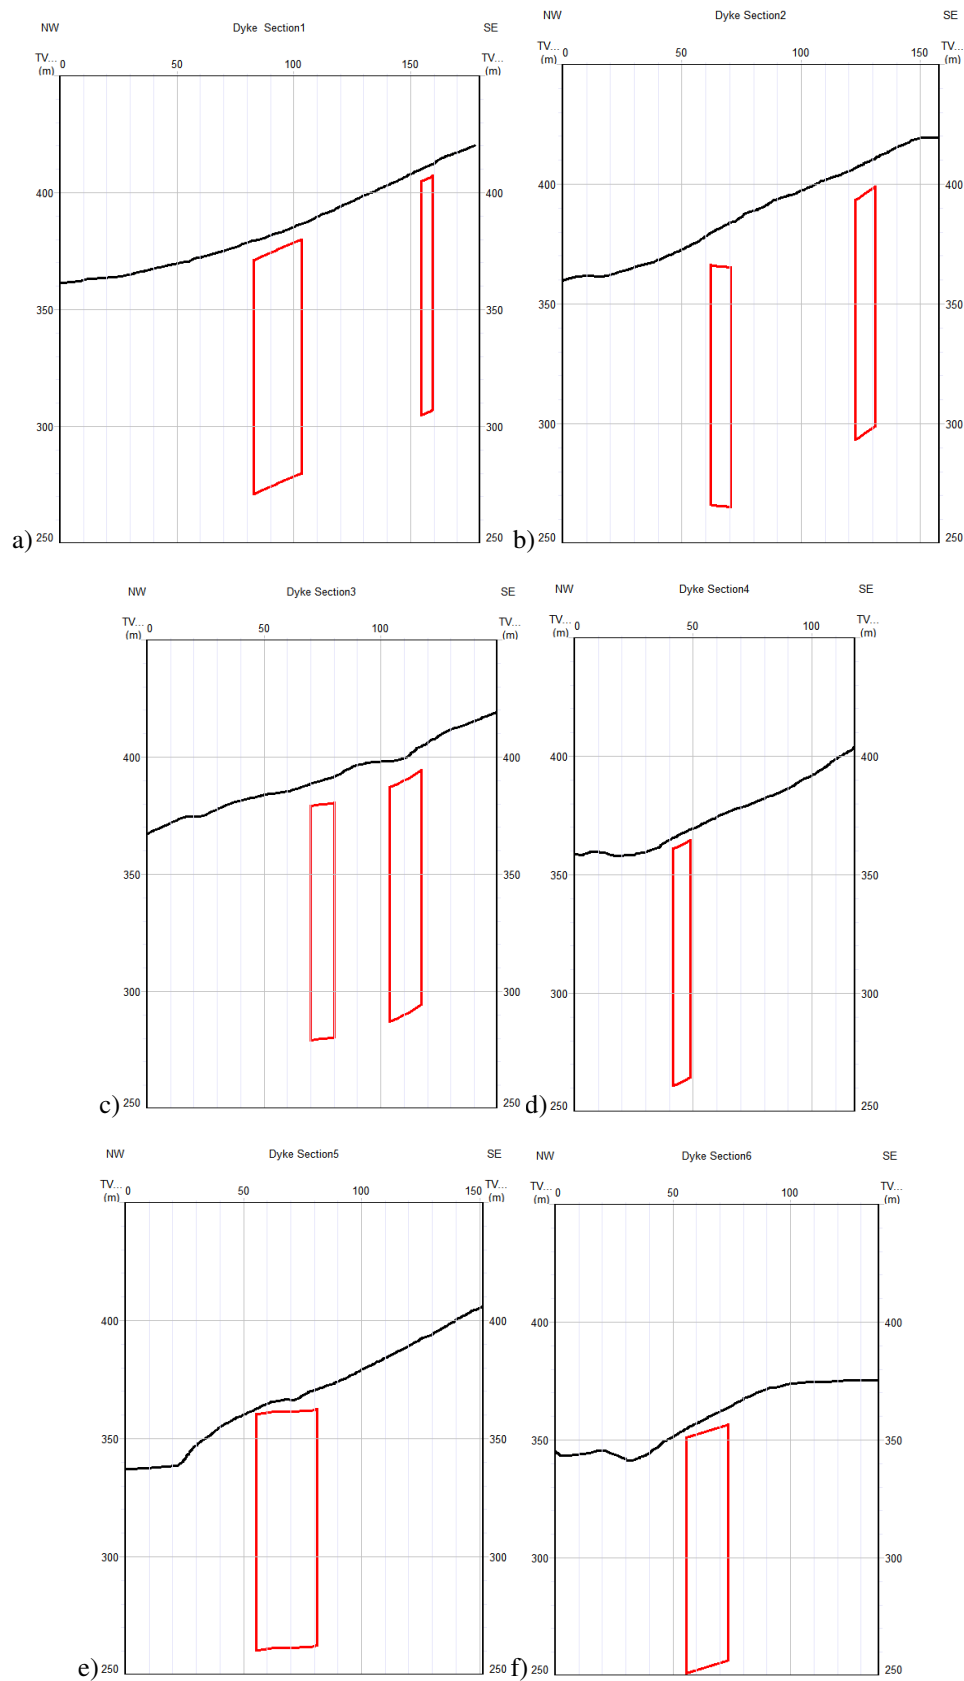 NW Dyke Section1 SE
TV... TV...
(m) 0 50 100 150 (m)
400 400
350 350
300 300
250 250
a)
NW Dyke Section2 SE
TV... 0 50 100 150 TV...
(m) (m)
400 400
350 350
300 300
250 250
b)
NW Dyke Section3 SE
TV... TV...
(m) 0 50 100 (m)
400 400
350 350
300 300
250 250
c)
NW Dyke Section4 SE
TV... 0 50 100 TV...
(m) (m)
400 400
350 350
300 300
250 250
d)
NW Dyke Section5 SE
TV... 0 50 100 150 TV...
(m) (m)
400 400
350 350
300 300
250 250
e)
NW Dyke Section6 SE
TV... 0 50 100 TV...
(m) (m)
400 400
350 350
300 300
250 250
f)